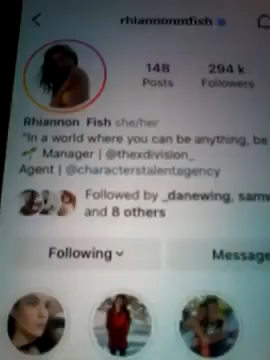 rhiannonmfish
148
294 k
Posts
Followers
Rhiannon Fish she/her
"In a world where you can be anything, be
Manager | @thexdivision_
Agent | @characterstalentagency
Followed by _danewing, sam
and 8 others
Following
Message